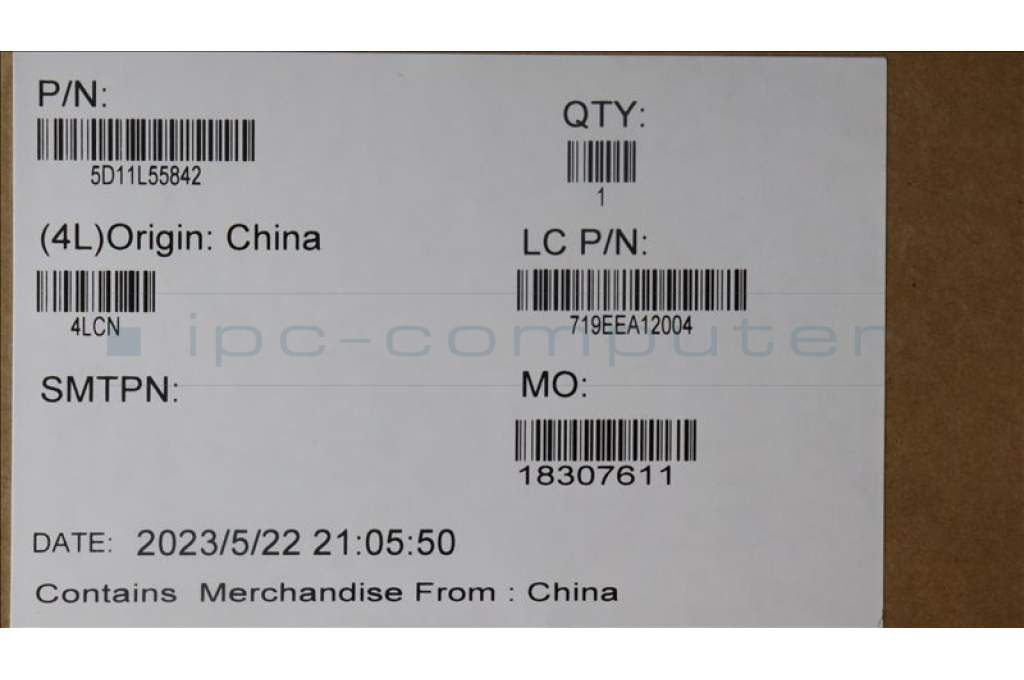 P/N:
5D11L55842
QTY:
1
(4L)Origin: China
4LCN
LC P/N:
719EEA12004
ipc-computer
SMTPN:
MO:
18307611
DATE: 2023/5/22 21:05:50
Contains Merchandise From : China